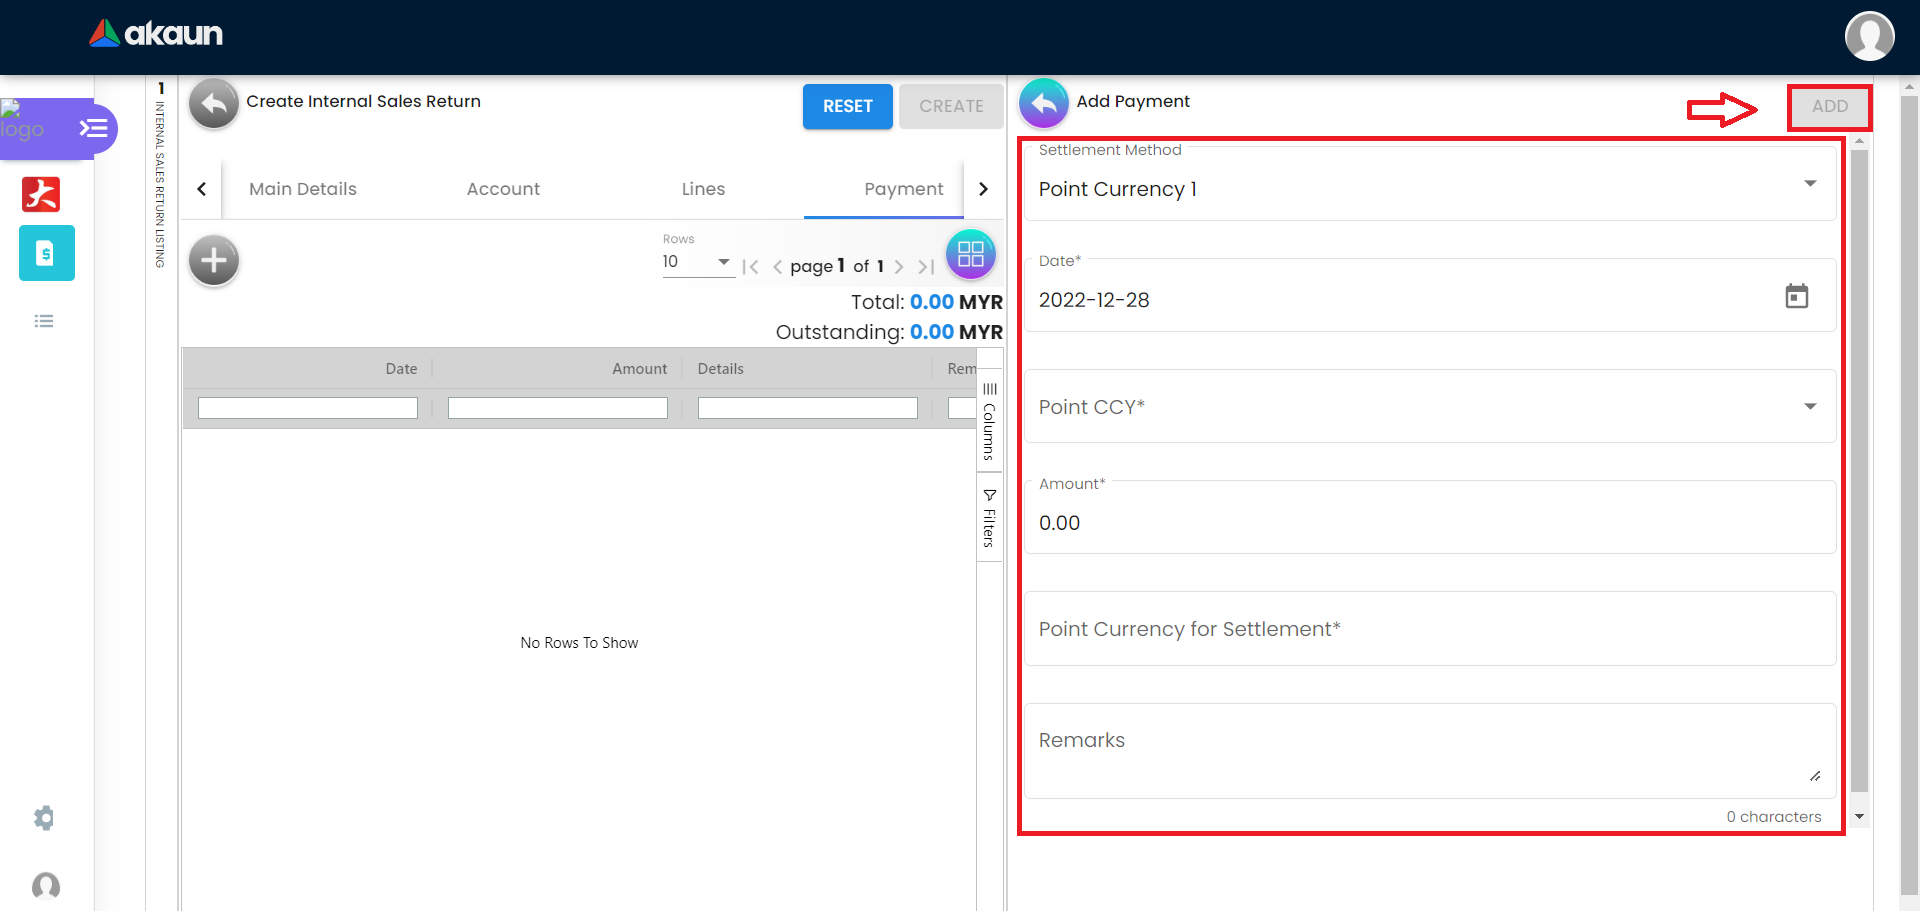 akaun
logo
1
INTERNAL SALES RETURN LISTING
Create Internal Sales Return
RESET
CREATE
Main Details
Account
Lines
Payment
Rows
10
page 1 of 1
Total: 0.00 MYR
Outstanding: 0.00 MYR
Date
Amount
Details
Rem
Columns
Filters
No Rows To Show
Add Payment
ADD
Settlement Method
Point Currency 1
Date*
2022-12-28
Point CCY*
Amount*
0.00
Point Currency for Settlement*
Remarks
0 characters